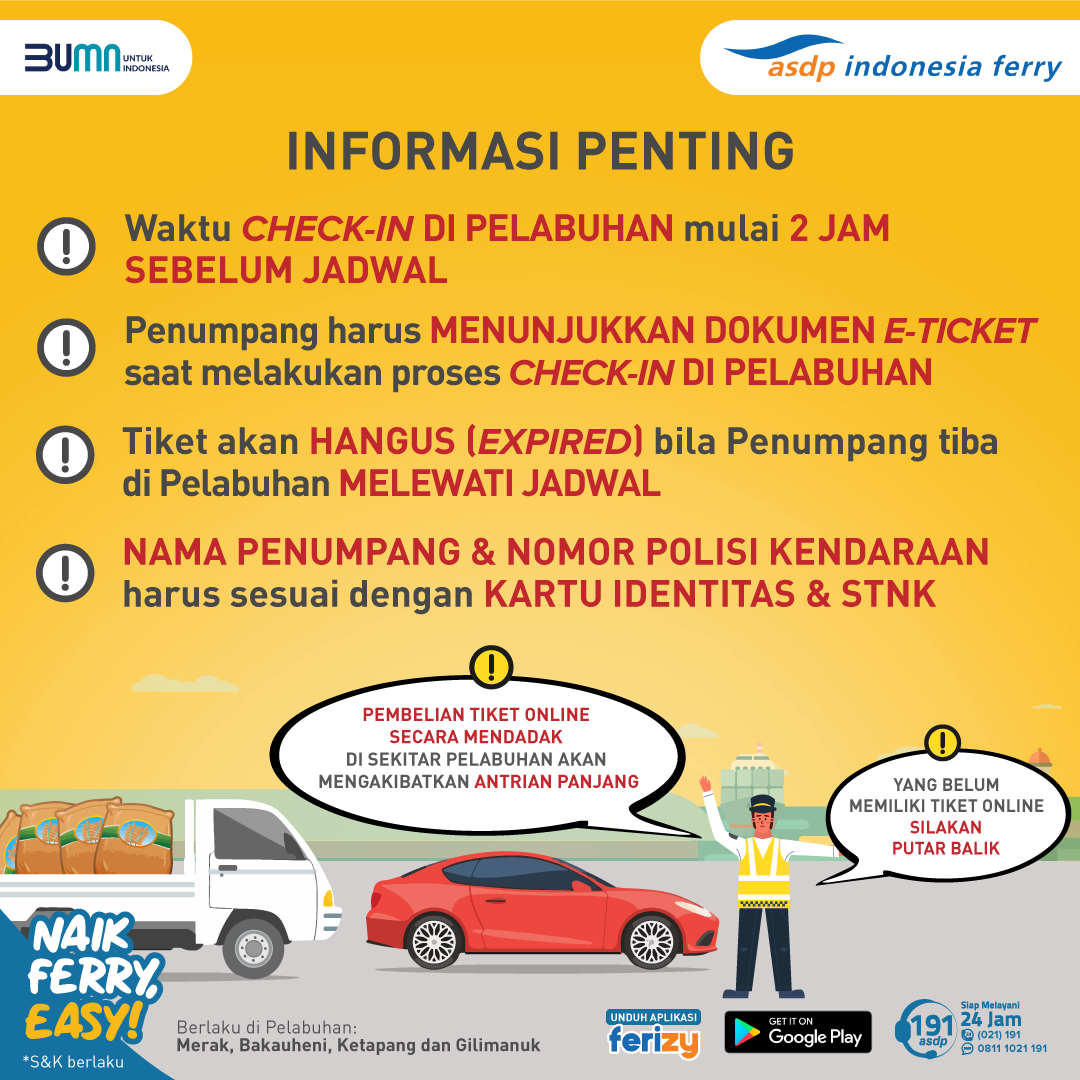 BUMN UNTUK
INDONESIA
asdp indonesia ferry
INFORMASI PENTING
Waktu CHECK-IN DI PELABUHAN mulai 2 JAM
SEBELUM JADWAL
Penumpang harus MENUNJUKKAN DOKUMEN E-TICKET
saat melakukan proses CHECK-IN DI PELABUHAN
Tiket akan HANGUS (EXPIRED) bila Penumpang tiba
di Pelabuhan MELEWATI JADWAL
NAMA PENUMPANG & NOMOR POLISI KENDARAAN
harus sesuai dengan KARTU IDENTITAS & STNK
PEMBELIAN TIKET ONLINE
SECARA MENDADAK
DI SEKITAR PELABUHAN AKAN
MENGAKIBATKAN ANTRIAN PANJANG
YANG BELUM
MEMILIKI TIKET ONLINE
SILAKAN
PUTAR BALIK
NAIK
FERRY,
EASY!
*S&K berlaku
Berlaku di Pelabuhan:
Merak, Bakauheni, Ketapang dan Gilimanuk
UNDUH APLIKASI
ferizy
GET IT ON
Google Play
191
asdp
Siap Melayani
24 Jam
(021) 191
0811 1021 191